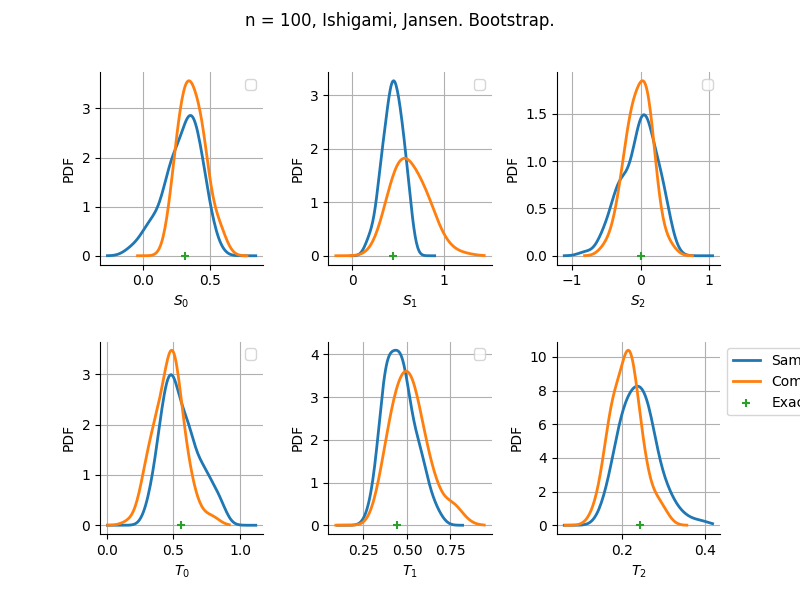 n = 100, Ishigami, Jansen. Bootstrap.
PDF
3
2
1
0
0.0 0.5
S0
PDF
3
2
1
0
0 1
S1
PDF
1.5
1.0
0.5
0.0
−1 0 1
S2
PDF
3
2
1
0
0.0 0.5 1.0
T0
PDF
4
3
2
1
0
0.25 0.50 0.75
T1
PDF
10
8
6
4
2
0
0.2 0.4
T2